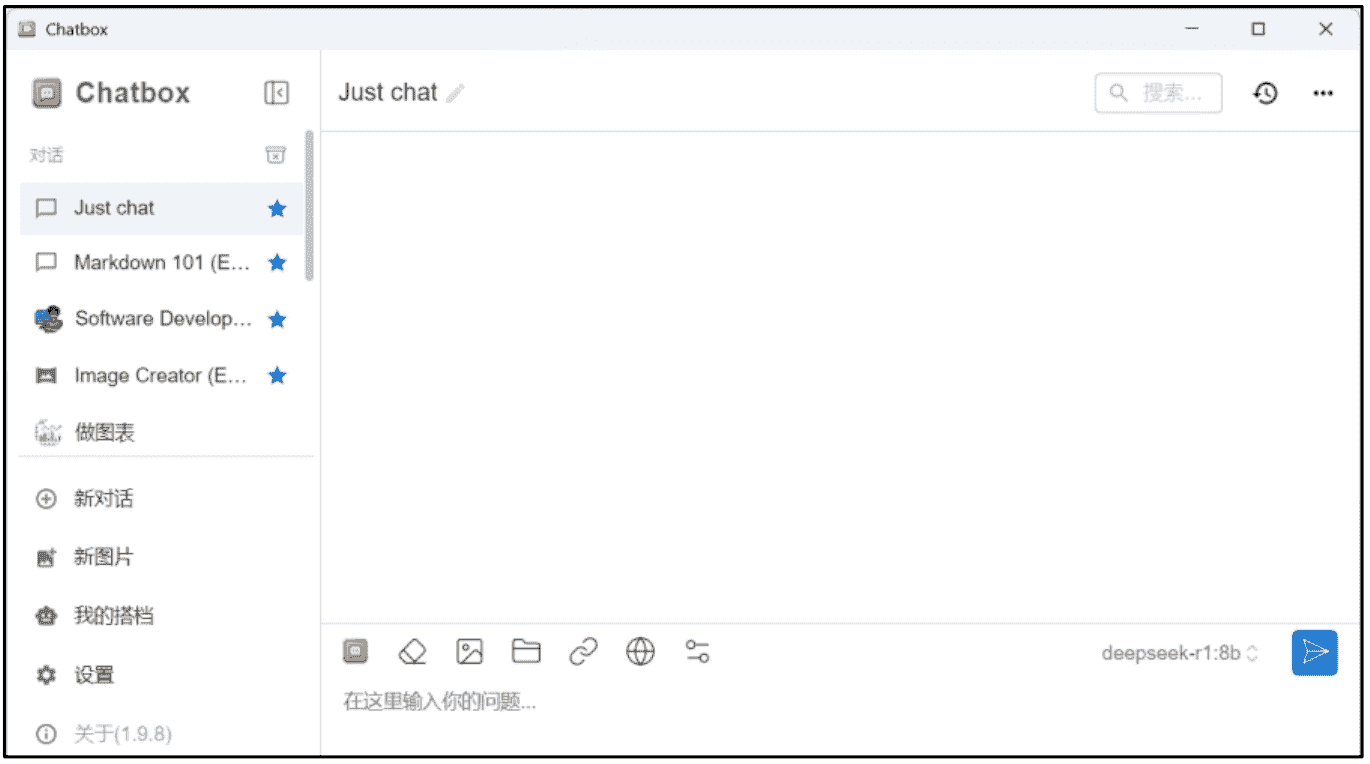 Chatbox
Chatbox
对话
Just chat
Markdown 101 (E...
Software Develop...
Image Creator (E...
做图表
新对话
新图片
我的搭档
设置
关于(1.9.8)
Just chat
搜索...
deepseek-r1:8b
在这里输入你的问题...